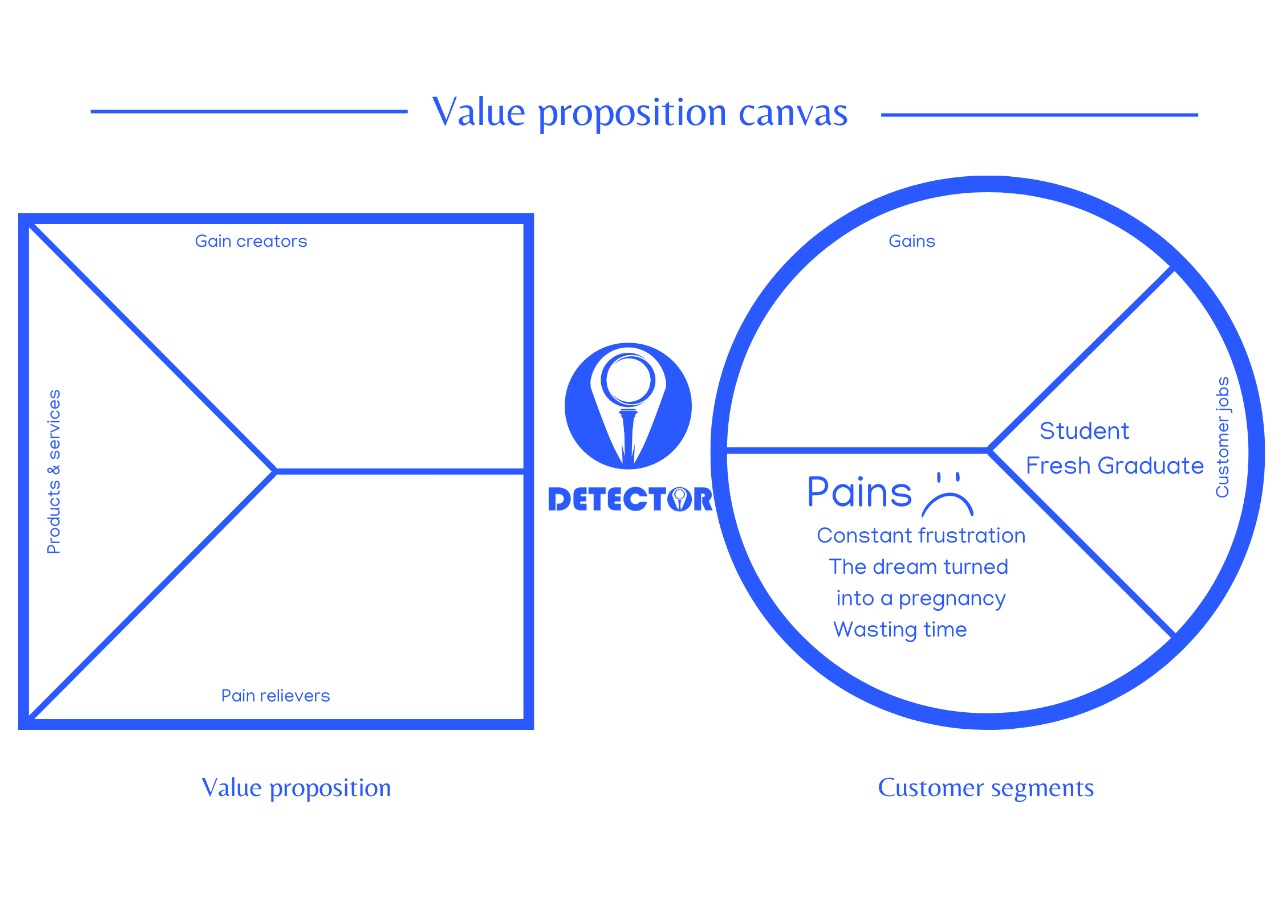 Value proposition canvas
Gain creators
Products & services
Pain relievers
Value proposition
DETECTOR
Gains
Customer jobs
Student
Fresh Graduate
Pains
Constant frustration
The dream turned
into a pregnancy
Wasting time
Customer segments